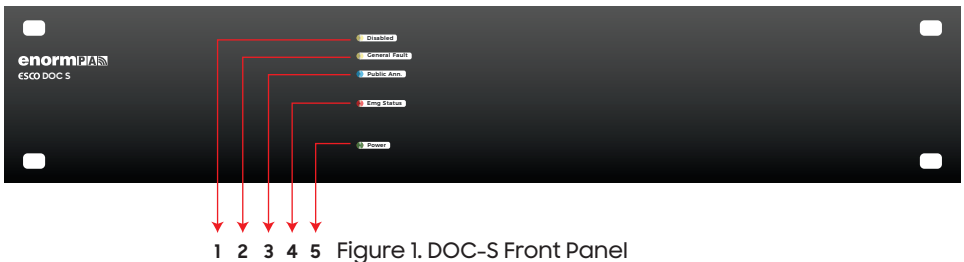 Disabled
General Fault
Public Ann.
Emg Status
Power
enormPA
ESCO DOC S
1 2 3 4 5 Figure 1. DOC-S Front Panel